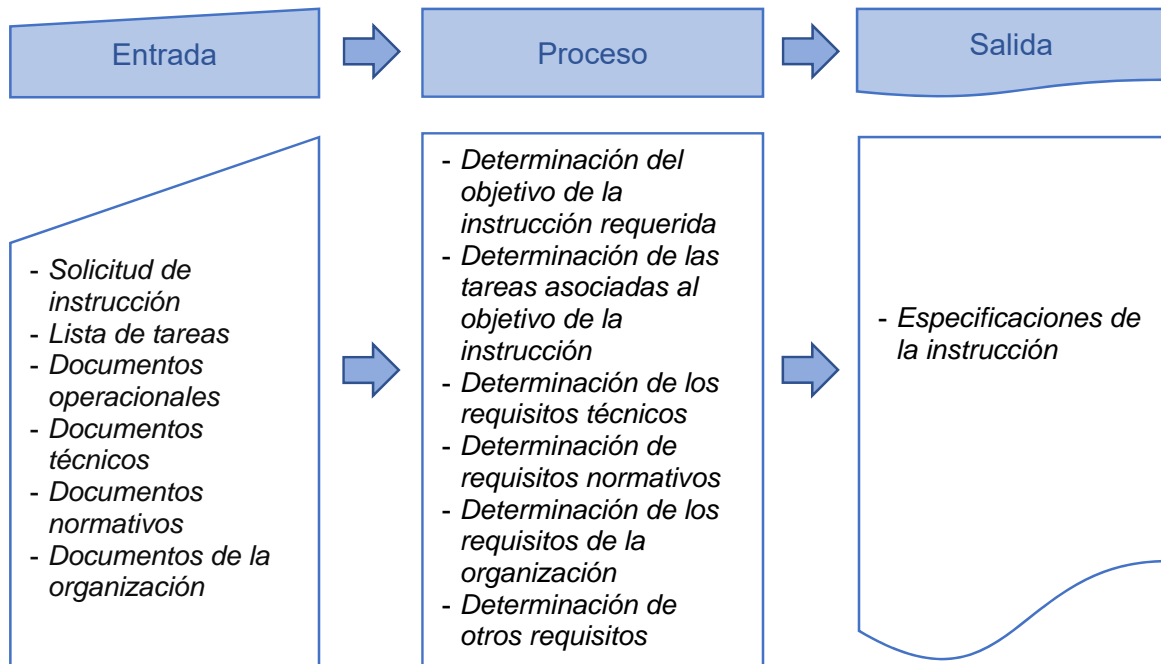 Entrada
Proceso
Salida
- Solicitud de
instrucción
- Lista de tareas
- Documentos
operacionales
- Documentos
técnicos
- Documentos
normativos
- Documentos de la
organización
- Determinación del
objetivo de la
instrucción requerida
- Determinación de las
tareas asociadas al
objetivo de la
instrucción
- Determinación de los
requisitos técnicos
- Determinación de
requisitos normativos
- Determinación de los
requisitos de la
organización
- Determinación de
otros requisitos
- Especificaciones de
la instrucción